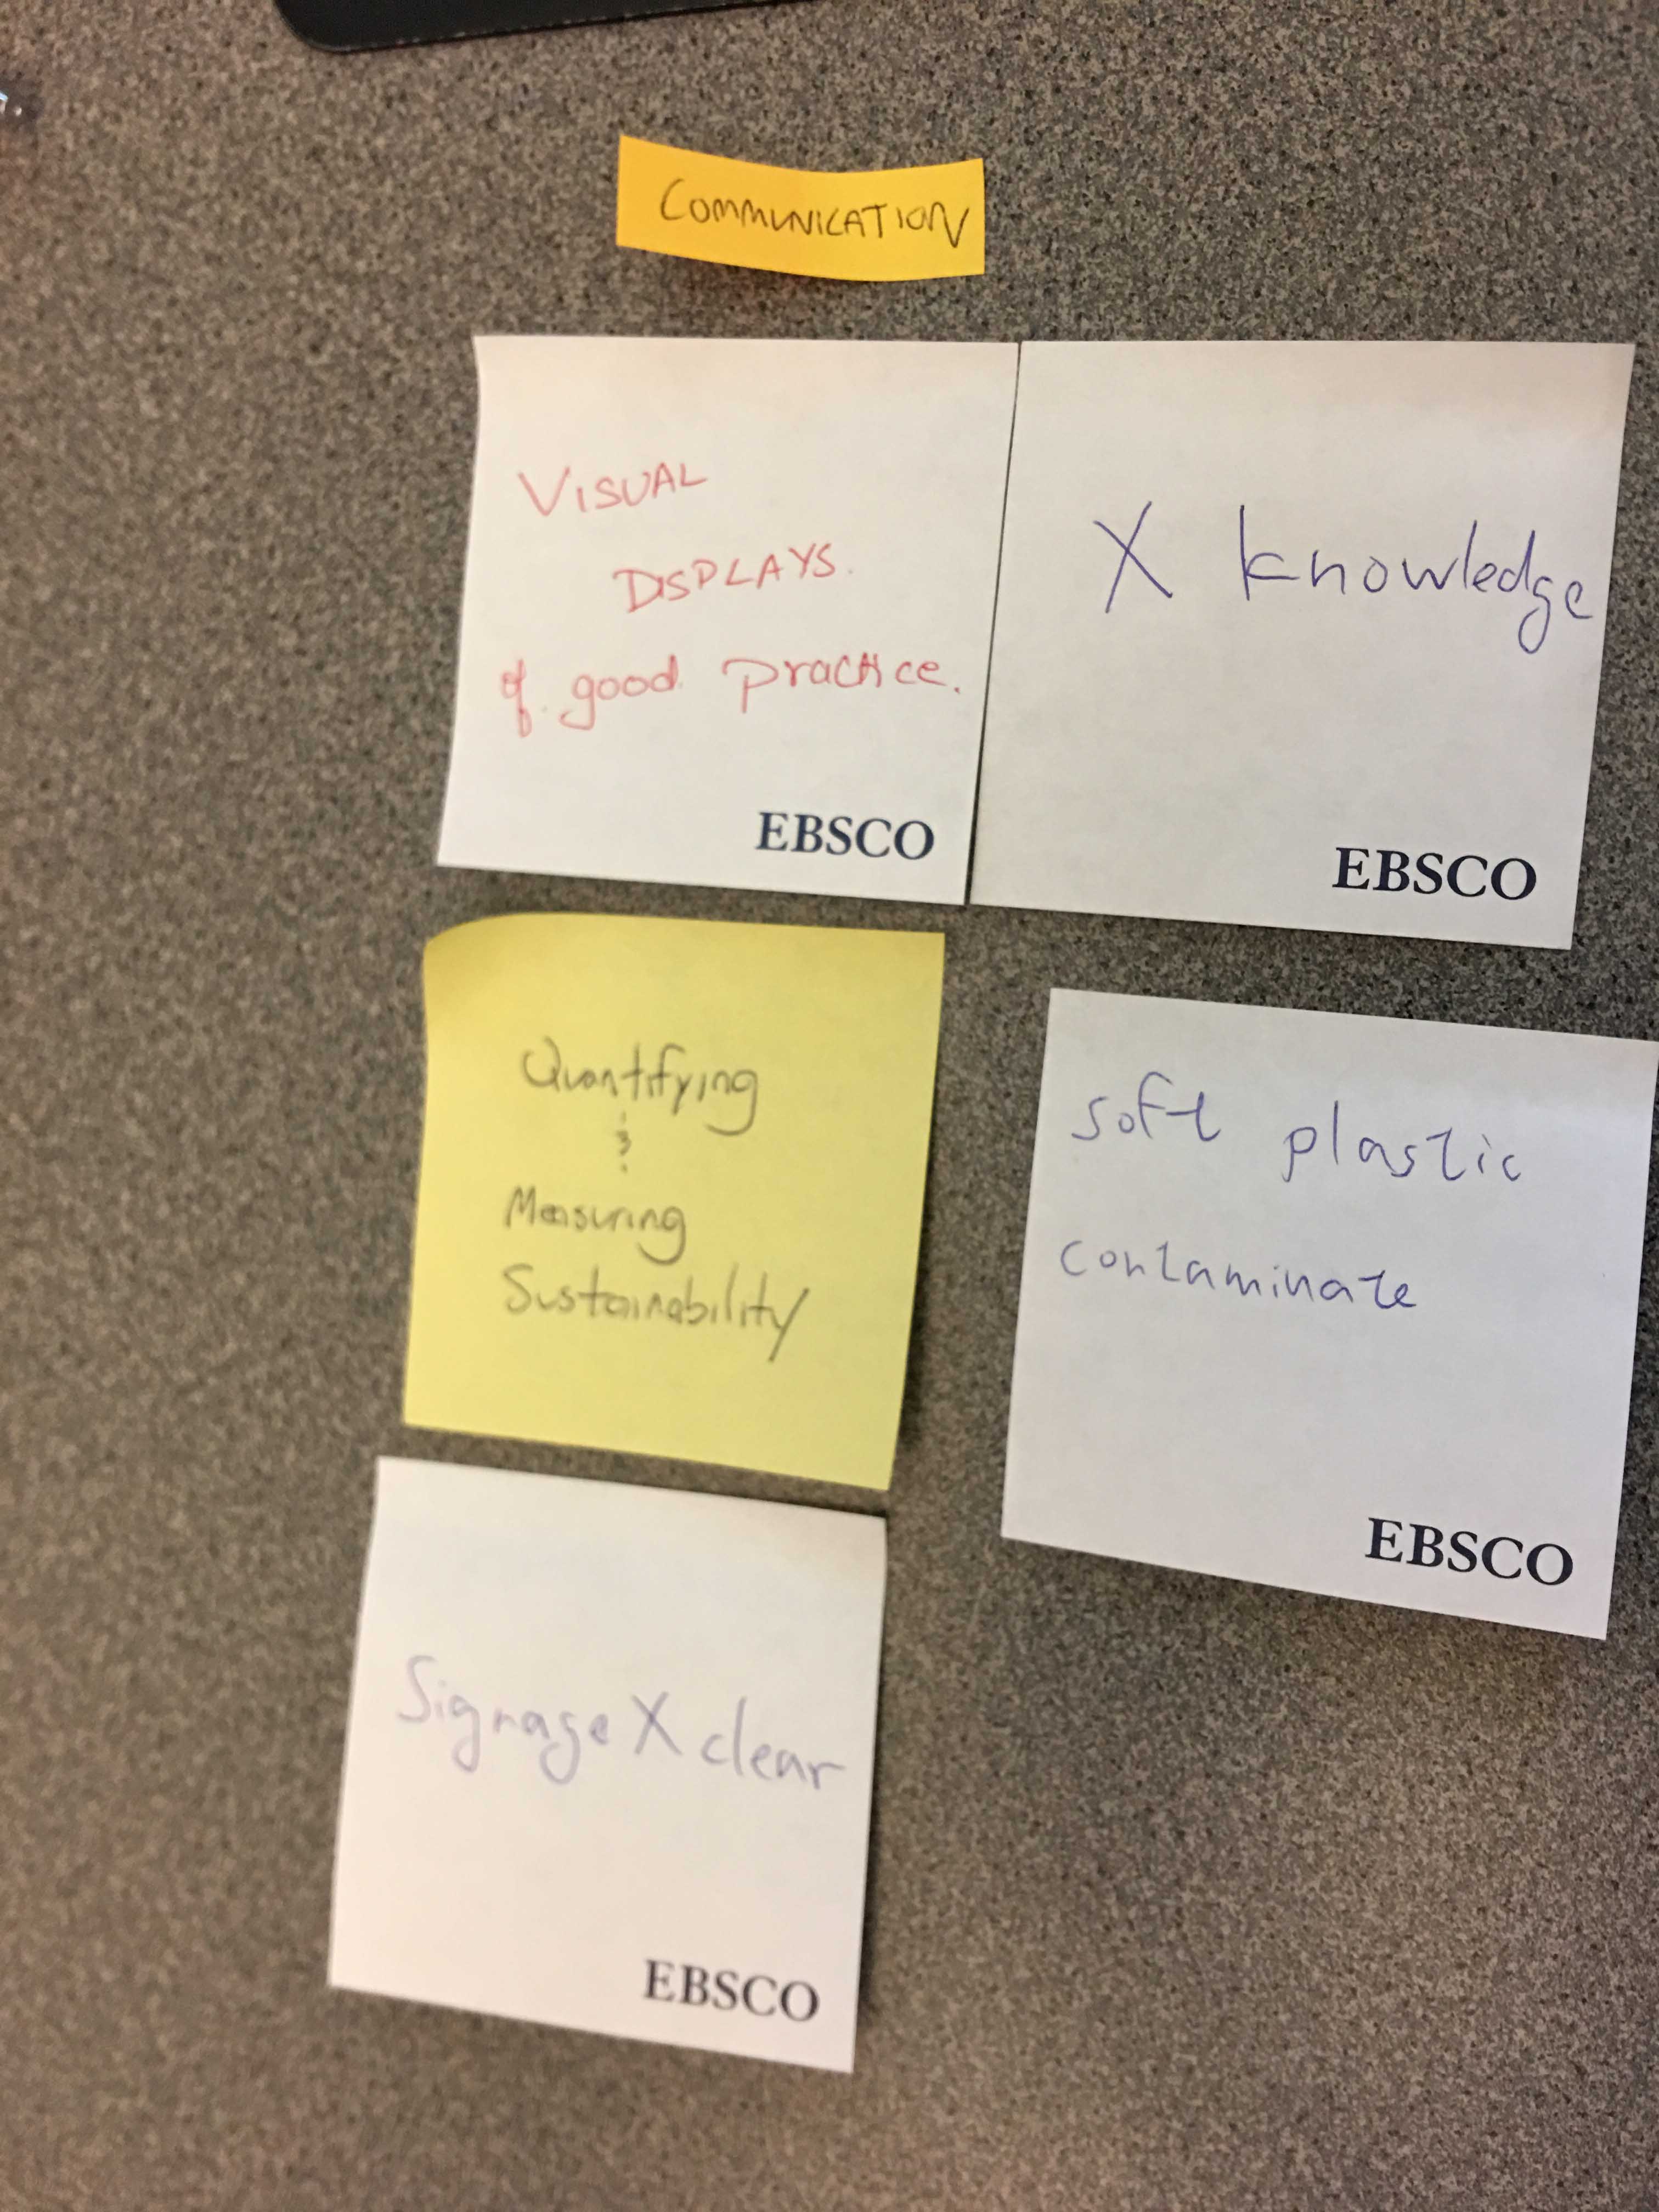 COMMUNICATION
VISUAL
DISPLAYS.
of good practice.
EBSCO
X knowledge
EBSCO
Quantifying
&
Measuring
Sustainability
soft plastic
contaminate
EBSCO
Signage X clear
EBSCO